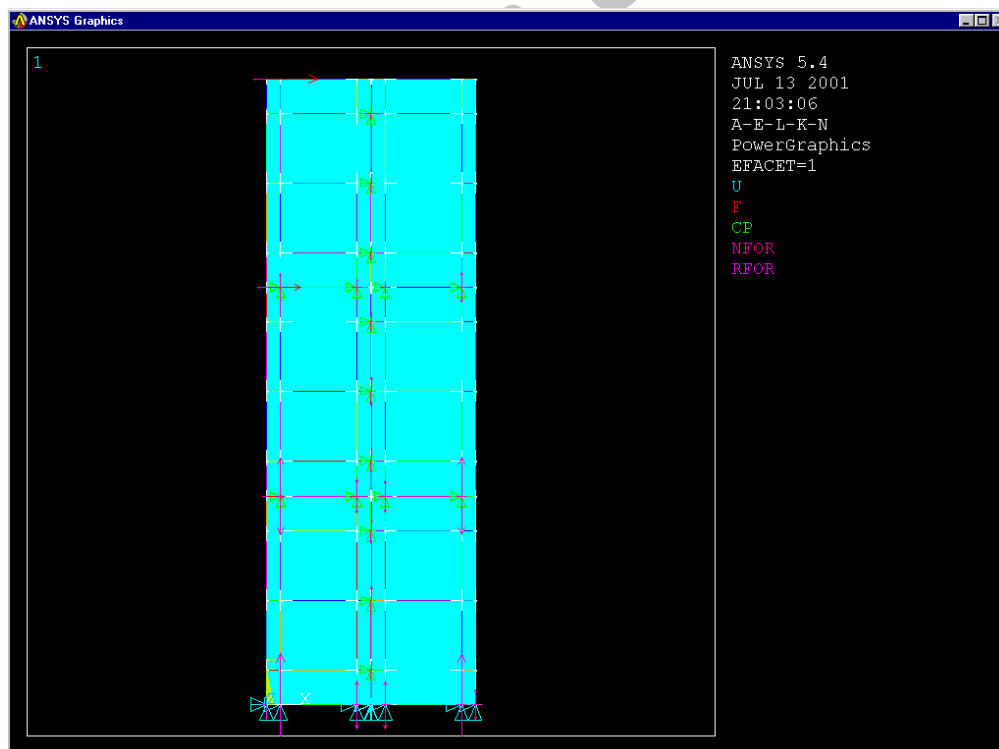 ANSYS Graphics
1
ANSYS 5.4
JUL 13 2001
21:03:06
A-E-L-K-N
PowerGraphics
EFACET=1
U
F
CP
NFOR
RFOR
X